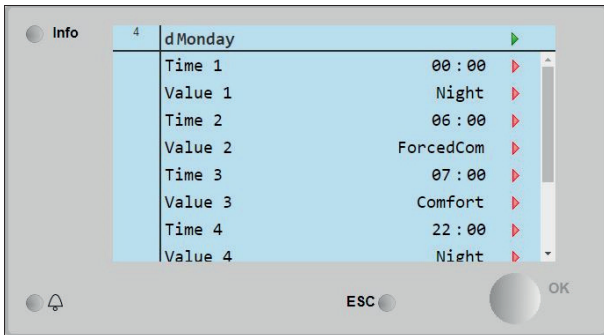 Info
4 d Monday
Time 1 00:00
Value 1 Night
Time 2 06:00
Value 2 ForcedCom
Time 3 07:00
Value 3 Comfort
Time 4 22:00
Value 4 Night
ESC
OK